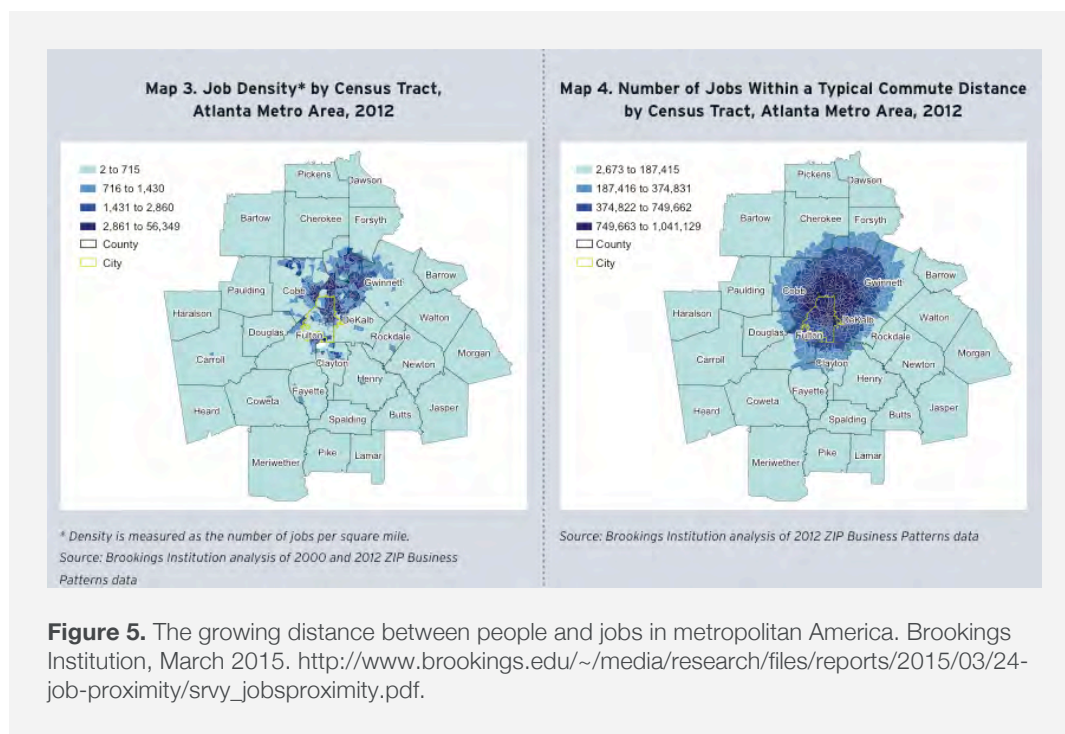 Map 3. Job Density* by Census Tract,
Atlanta Metro Area, 2012
2 to 715
716 to 1,430
1,431 to 2,860
2,861 to 56,349
County
City
Pickens
Dawson
Bartow
Cherokee
Forsyth
Barrow
Paulding
Cobb
Gwinnett
Haralson
Walton
Douglas
Fulton
DeKalb
Rockdale
Morgan
Carroll
Clayton
Newton
Henry
Fayette
Heard
Coweta
Butts
Jasper
Spalding
Meriwether
Pike
Lamar
* Density is measured as the number of jobs per square mile.
Source: Brookings Institution analysis of 2000 and 2012 ZIP Business
Patterns data
Map 4. Number of Jobs Within a Typical Commute Distance
by Census Tract, Atlanta Metro Area, 2012
2,673 to 187,415
187,416 to 374,831
374,822 to 749,662
749,663 to 1,041,129
County
City
Pickens
Dawson
Bartow
Cherokee
Forsyth
Barrow
Paulding
Cobb
Gwinnett
Haralson
Walton
Douglas
Fulton
DeKalb
Rockdale
Morgan
Carroll
Clayton
Newton
Henry
Fayette
Heard
Coweta
Butts
Jasper
Spalding
Meriwether
Pike
Lamar
Source: Brookings Institution analysis of 2012 ZIP Business Patterns data
Figure 5. The growing distance between people and jobs in metropolitan America. Brookings
Institution, March 2015. http://www.brookings.edu/~/media/research/files/reports/2015/03/24-
job-proximity/srvy_jobsproximity.pdf.